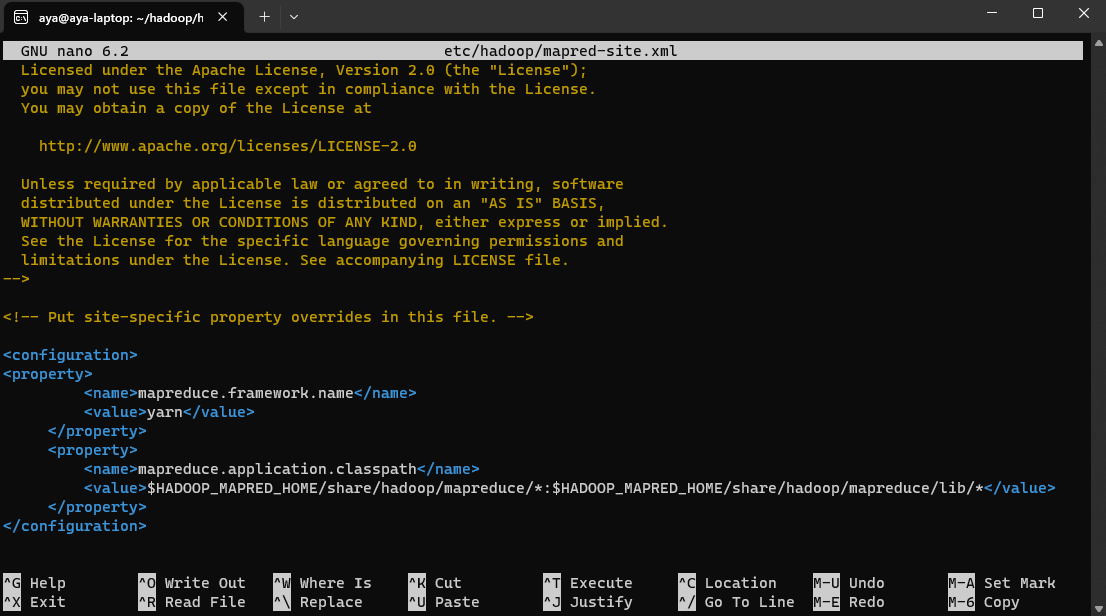 aya@aya-laptop: ~/hadoop/h
GNU nano 6.2 etc/hadoop/mapred-site.xml
Licensed under the Apache License, Version 2.0 (the "License");
you may not use this file except in compliance with the License.
You may obtain a copy of the License at
http://www.apache.org/licenses/LICENSE-2.0
Unless required by applicable law or agreed to in writing, software
distributed under the License is distributed on an "AS IS" BASIS,
WITHOUT WARRANTIES OR CONDITIONS OF ANY KIND, either express or implied.
See the License for the specific language governing permissions and
limitations under the License. See accompanying LICENSE file.
-->
<!-- Put site-specific property overrides in this file. -->
<configuration>
<property>
<name>mapreduce.framework.name</name>
<value>yarn</value>
</property>
<property>
<name>mapreduce.application.classpath</name>
<value>$HADOOP_MAPRED_HOME/share/hadoop/mapreduce/*:$HADOOP_MAPRED_HOME/share/hadoop/mapreduce/lib/*</value>
</property>
</configuration>
^G Help ^O Write Out ^W Where Is ^K Cut ^T Execute ^C Location M-U Undo M-A Set Mark
^X Exit ^R Read File ^\ Replace ^U Paste ^J Justify ^/ Go To Line M-E Redo M-6 Copy